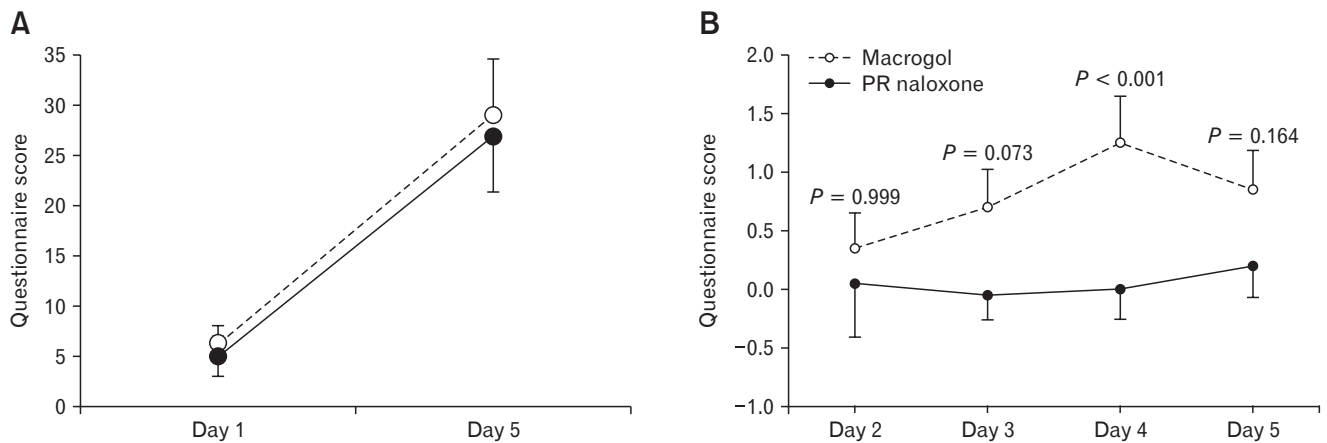 A
Questionnaire score
35
30
25
20
15
10
5
0
Day 1 Day 5
B
Questionnaire score
2.0
1.5
1.0
0.5
0.0
−0.5
−1.0
Macrogol
PR naloxone
P = 0.999
P = 0.073
P < 0.001
P = 0.164
Day 2 Day 3 Day 4 Day 5